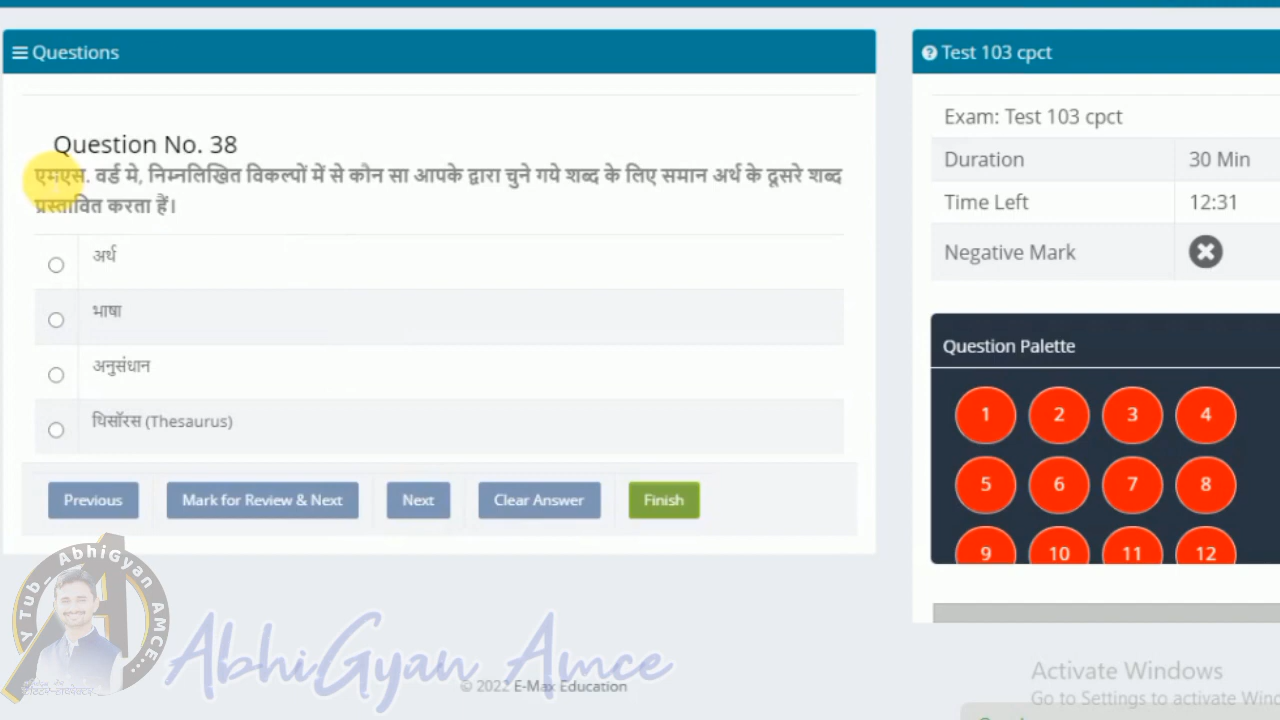 Questions
Question No. 38
एमएस. वर्ड मे, निम्नलिखित विकल्पों में से कौन सा आपके द्वारा चुने गये शब्द के लिए समान अर्थ के दूसरे शब्द
प्रस्तावित करता हैं।
अर्थ
भाषा
अनुसंधान
थिसॉरस (Thesaurus)
Previous
Mark for Review & Next
Next
Clear Answer
Finish
Test 103 cpct
Exam: Test 103 cpct
Duration 30 Min
Time Left 12:31
Negative Mark
Question Palette
1 2 3 4
5 6 7 8
9 10 11 12
Y Tub_ AbhiGyan AMCE...
AbhiGyan Amce
© 2022 E-Max Education
Activate Windows
Go to Settings to activate